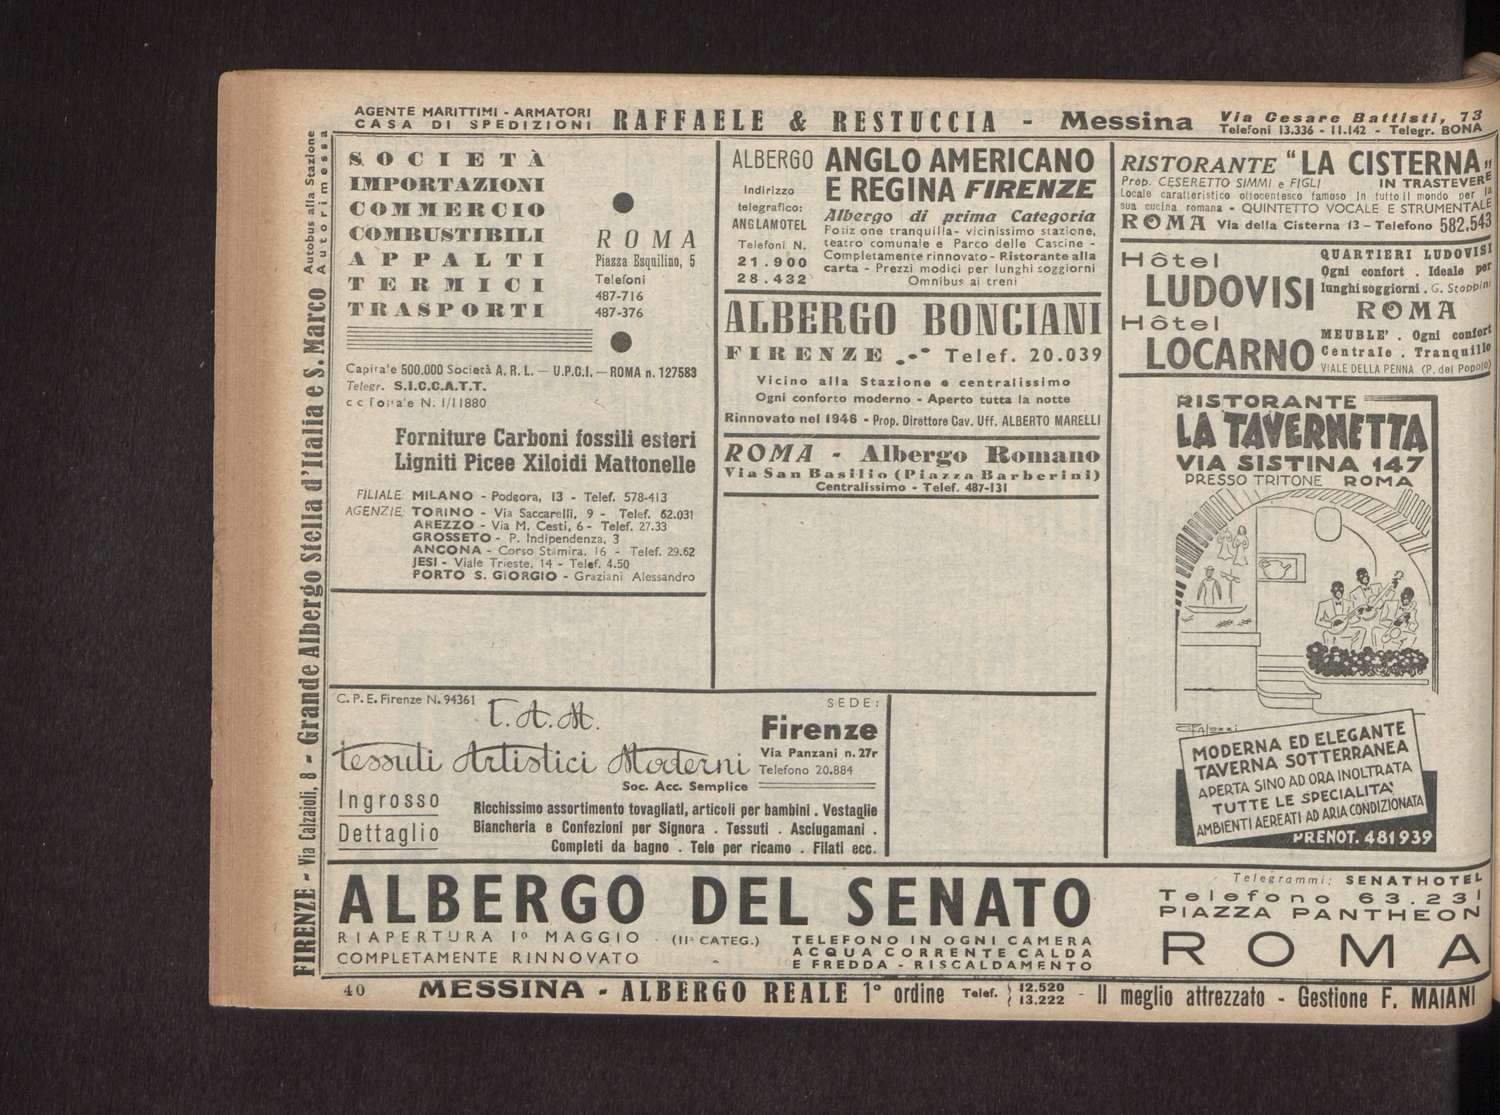 AGENTE MARITTIMI - ARMATORI
CASA DI SPEDIZIONI
RAFFAELE & RESTUCCIA - Messina
Via Cesare Battisti, 73
Telefoni 13.336 - 11.142 - Telegr. BONA
FIRENZE - Via Calzaioli, 8 - Grande Albergo Stella d'Italia e S. Marco
Autobus alla Stazione
Autorimessa
SOCIETÀ
IMPORTAZIONI
COMMERCIO
COMBUSTIBILI
APPALTI
TERMICI
TRASPORTI
ROMA
Piazza Esquilino, 5
Telefoni
487-716
487-376
Capitale 500.000 Società A. R. L. — U.P.C.I. — ROMA n. 127583
Telegr. S.I.C.C.A.T.T.
N. 1/11880
Forniture Carboni fossili esteri
Ligniti Picee Xiloidi Mattonelle
FILIALE MILANO - Podgora, 13 - Telef. 578-413
AGENZIE TORINO - Via Saccarelli, 9 - Telef. 62.031
AREZZO - Via M. Cesti, 6 - Telef. 27.33
GROSSETO - P. Indipendenza, 3
ANCONA - Corso Stamira, 16 - Telef. 29.62
JESI - Viale Trieste, 14 - Telef. 4.50
PORTO S. GIORGIO - Graziani Alessandro
ALBERGO ANGLO AMERICANO
E REGINA FIRENZE
Indirizzo
telegrafico:
ANGLAMOTEL
Telefoni N.
21.900
28.432
Albergo di prima Categoria
Posizione tranquilla - vicinissimo stazione,
teatro comunale e Parco delle Cascine -
Completamente rinnovato - Ristorante alla
carta - Prezzi modici per lunghi soggiorni
Omnibus ai treni
ALBERGO BONCIANI
FIRENZE Telef. 20.039
Vicino alla Stazione e centralissimo
Ogni conforto moderno - Aperto tutta la notte
Rinnovato nel 1946 - Prop. Direttore Cav. Uff. ALBERTO MARELLI
ROMA - Albergo Romano
Via San Basilio (Piazza Barberini)
Centralissimo - Telef. 487-131
RISTORANTE "LA CISTERNA"
Prop. CESERETTO SIMMI e FIGLI IN TRASTEVERE
Locale caratteristico ottocentesco famoso in tutto il mondo per la
sua cucina romana - QUINTETTO VOCALE E STRUMENTALE
ROMA Via della Cisterna 13 - Telefono 582.543
Hôtel
LUDOVISI
QUARTIERI LUDOVISI
Ogni confort . Ideale per
lunghi soggiorni . G. Stoppini
ROMA
Hôtel
LOCARNO
MEUBLE' . Ogni confort
Centrale . Tranquillo
VIALE DELLA PENNA (P. del Popolo)
RISTORANTE
LA TAVERNETTA
VIA SISTINA 147
PRESSO TRITONE ROMA
MODERNA ED ELEGANTE
TAVERNA SOTTERRANEA
APERTA SINO AD ORA INOLTRATA
TUTTE LE SPECIALITA'
AMBIENTI AEREATI AD ARIA CONDIZIONATA
PRENOT. 481939
C. P. E. Firenze N. 94361
T. A. M.
Tessuti Artistici Moderni
SEDE:
Firenze
Via Panzani n. 27r
Telefono 20.884
Soc. Acc. Semplice
Ingrosso
Dettaglio
Ricchissimo assortimento tovagliati, articoli per bambini . Vestaglie
Biancheria e Confezioni per Signora . Tessuti . Asciugamani .
Completi da bagno . Tele per ricamo . Filati ecc.
ALBERGO DEL SENATO
RIAPERTURA 1º MAGGIO (IIª CATEG.)
COMPLETAMENTE RINNOVATO
TELEFONO IN OGNI CAMERA
ACQUA CORRENTE CALDA
E FREDDA - RISCALDAMENTO
Telegrammi: SENATHOTEL
Telefono 63.231
PIAZZA PANTHEON
ROMA
40
MESSINA - ALBERGO REALE 1º ordine Telef. 12.520 13.222 - Il meglio attrezzato - Gestione F. MAIANI